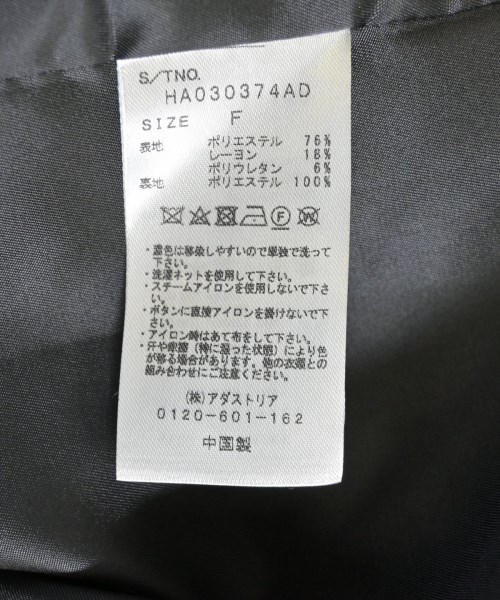 S/TNO.
HA030374AD
SIZE F
表地 ポリエステル 76%
レーヨン 18%
ポリウレタン 6%
裏地 ポリエステル 100%
F W
・濃色は移染しやすいので単独で洗って
下さい。
・洗濯ネットを使用して下さい。
・スチームアイロンを使用しないで下さ
い。
・ボタンに直接アイロンを掛けないで下
さい。
・アイロン時はあて布をして下さい。
・汗や摩擦(特に湿った状態)により色
が移る場合があります。他の衣類との
組み合わせにご注意下さい。
(株)アダストリア
0120-601-162
中国製